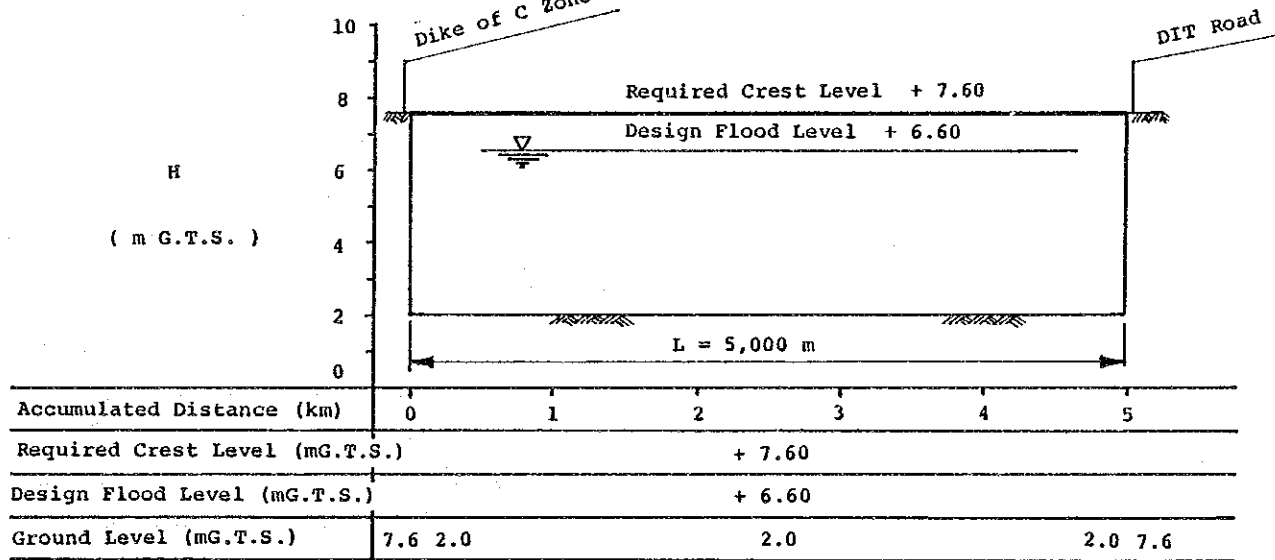 10
Dike of C Zone
DIT Road
8
Required Crest Level + 7.60
Design Flood Level + 6.60
H
6
( m G.T.S. )
4
2
L = 5,000 m
0
Accumulated Distance (km) 0 1 2 3 4 5
Required Crest Level (mG.T.S.) + 7.60
Design Flood Level (mG.T.S.) + 6.60
Ground Level (mG.T.S.) 7.6 2.0 2.0 2.0 7.6